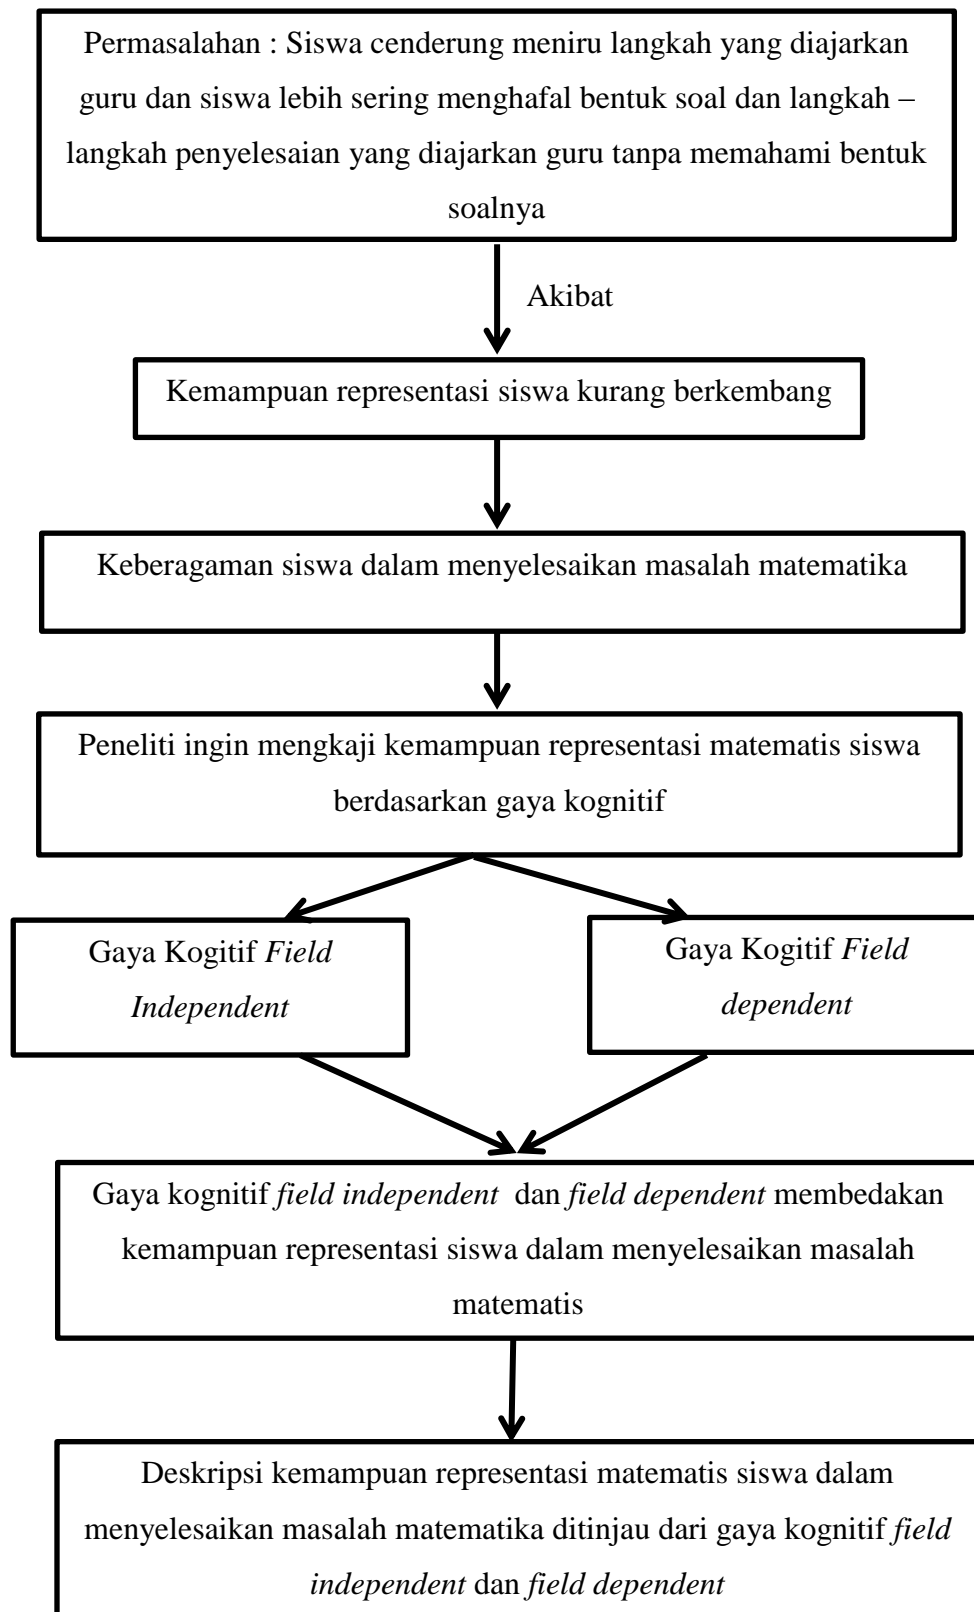 Permasalahan : Siswa cenderung meniru langkah yang diajarkan
guru dan siswa lebih sering menghafal bentuk soal dan langkah –
langkah penyelesaian yang diajarkan guru tanpa memahami bentuk
soalnya
Akibat
Kemampuan representasi siswa kurang berkembang
Keberagaman siswa dalam menyelesaikan masalah matematika
Peneliti ingin mengkaji kemampuan representasi matematis siswa
berdasarkan gaya kognitif
Gaya Kogitif Field
Independent
Gaya Kogitif Field
dependent
Gaya kognitif field independent dan field dependent membedakan
kemampuan representasi siswa dalam menyelesaikan masalah
matematis
Deskripsi kemampuan representasi matematis siswa dalam
menyelesaikan masalah matematika ditinjau dari gaya kognitif field
independent dan field dependent